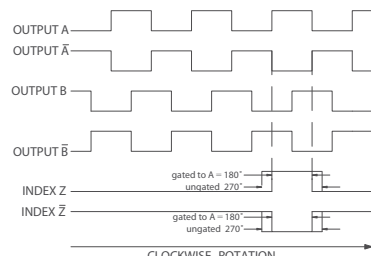 OUTPUT A
OUTPUT A̅
OUTPUT B
OUTPUT B̅
gated to A = 180°
ungated 270°
INDEX Z
INDEX Z̅
gated to A = 180°
ungated 270°
CLOCKWISE ROTATION